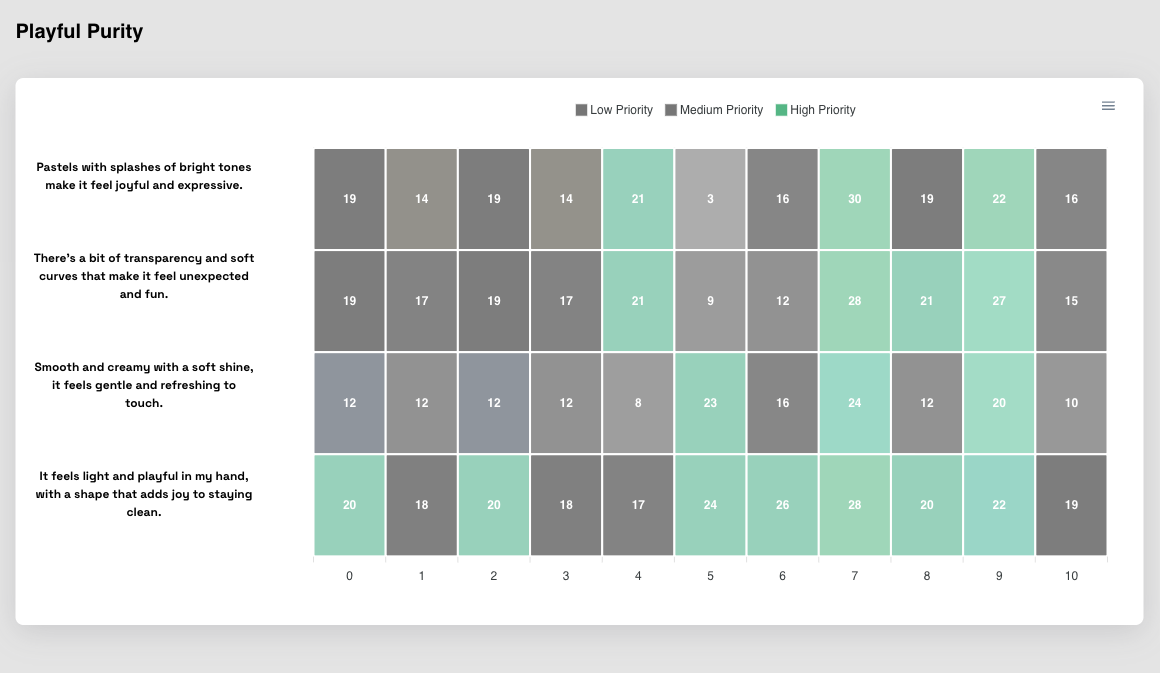 Playful Purity
Low Priority Medium Priority High Priority
Pastels with splashes of bright tones
make it feel joyful and expressive.
19 14 19 14 21 3 16 30 19 22 16
There's a bit of transparency and soft
curves that make it feel unexpected
and fun.
19 17 19 17 21 9 12 28 21 27 15
Smooth and creamy with a soft shine,
it feels gentle and refreshing to
touch.
12 12 12 12 8 23 16 24 12 20 10
It feels light and playful in my hand,
with a shape that adds joy to staying
clean.
20 18 20 18 17 24 26 28 20 22 19
0 1 2 3 4 5 6 7 8 9 10